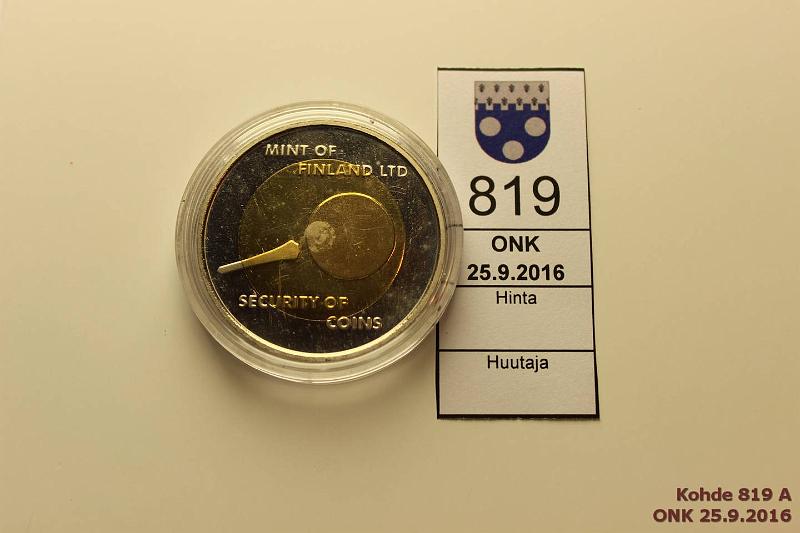 MINT OF
FINLAND LTD
SECURITY OF
COINS
819
ONK
25.9.2016
Hinta
Huutaja
Kohde 819 A
ONK 25.9.2016